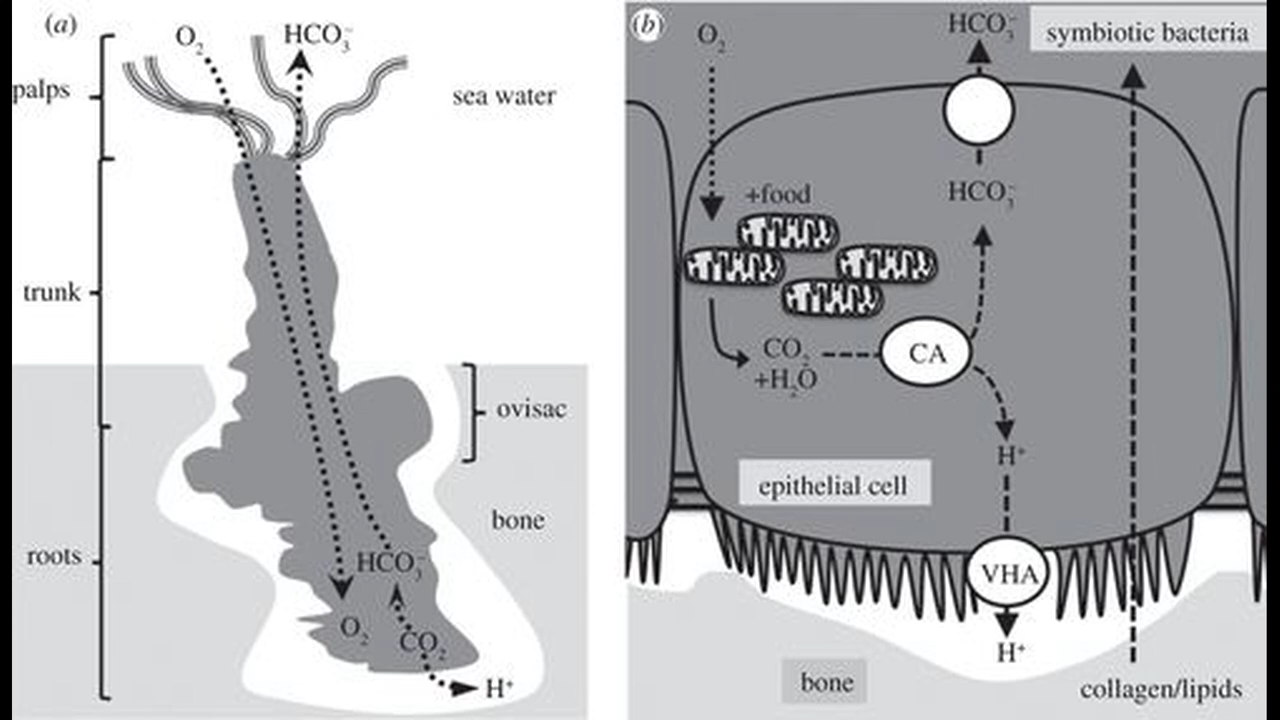 (a)
O₂
HCO₃⁻
palps
sea water
trunk
ovisac
bone
roots
HCO₃⁻
O₂
CO₂
H⁺
(b)
O₂
HCO₃⁻
symbiotic bacteria
+food
HCO₃⁻
CO₂
+H₂O
CA
H⁺
epithelial cell
VHA
H⁺
bone
collagen/lipids